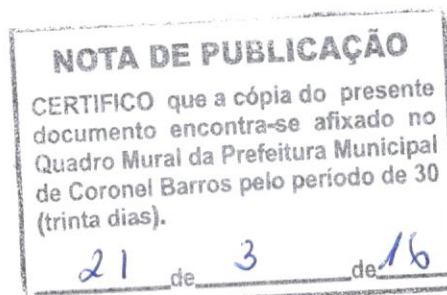 NOTA DE PUBLICAÇÃO
CERTIFICO que a cópia do presente
documento encontra-se afixado no
Quadro Mural da Prefeitura Municipal
de Coronel Barros pelo período de 30
(trinta dias).
21 de 3 de 16